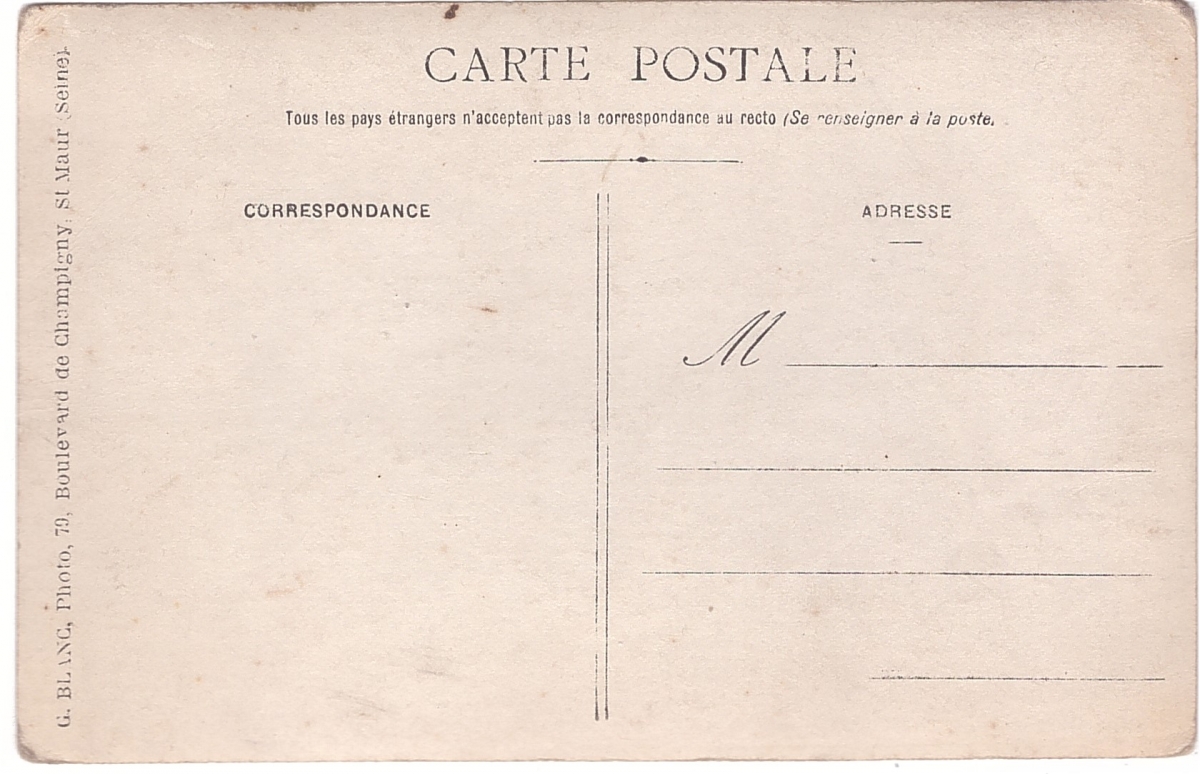 CARTE POSTALE
Tous les pays étrangers n'acceptent pas la correspondance au recto (Se renseigner à la poste.
CORRESPONDANCE
ADRESSE
M
G. BLANC, Photo, 79, Boulevard de Champigny, St Maur (Seine).